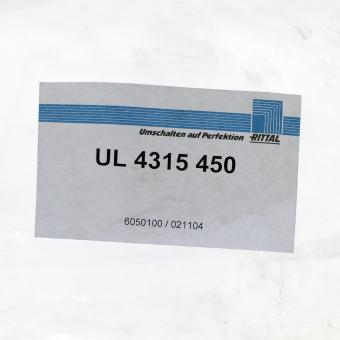 Umschalten auf Perfektion RITTAL
UL 4315 450
6050100 / 021104